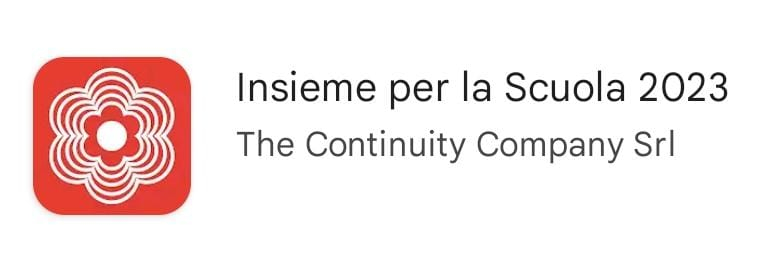 Insieme per la Scuola 2023
The Continuity Company Srl